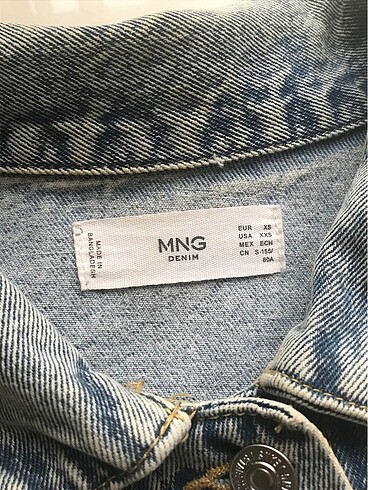 MADE IN
BANGLADESH
MNG
DENIM
EUR XS
USA XXS
MEX ECH
CN S-155/
80A